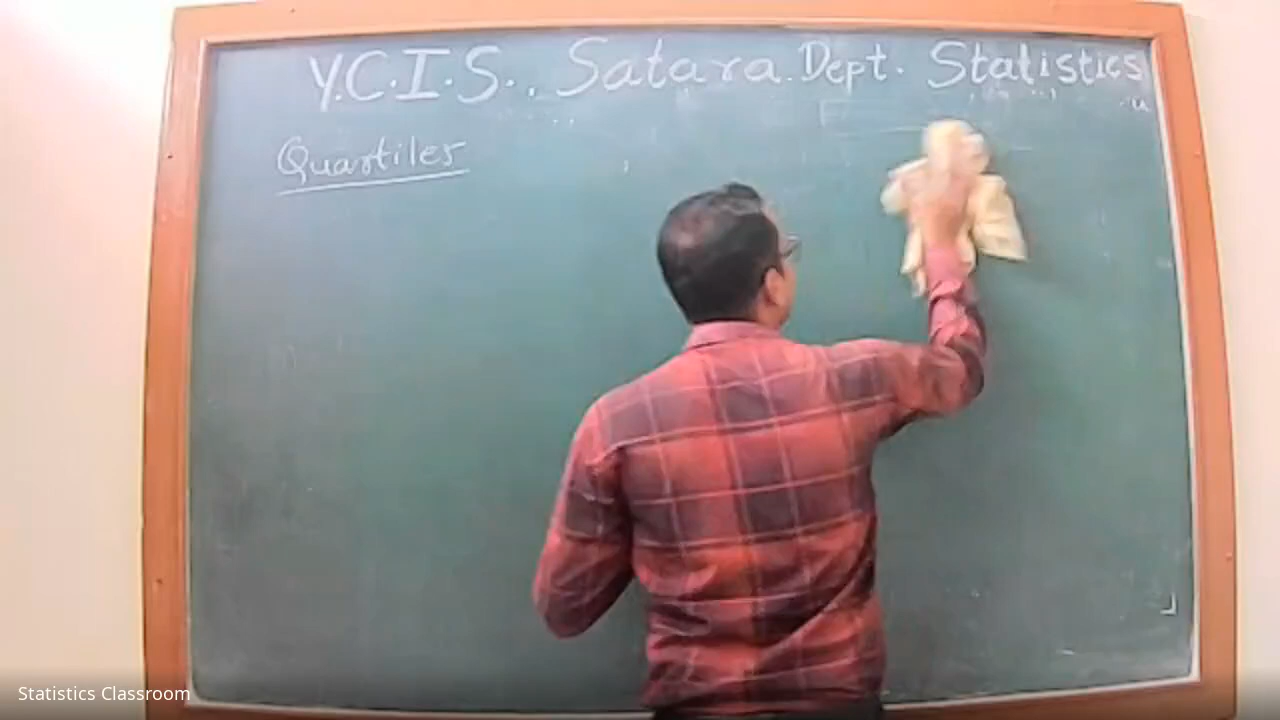 Y.C.I.S., Satara. Dept. Statistics
Quartiles
Statistics Classroom